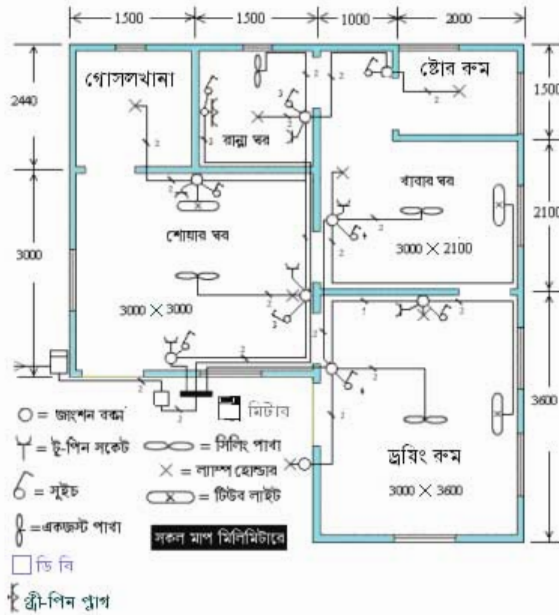 1500 1500 1000 2000
2440
3000
1500
2100
3600
গোসলখানা
রান্না ঘর
ষ্টোর রুম
খাবার ঘর
3000 × 2100
শোয়ার ঘর
3000 × 3000
ড্রয়িং রুম
3000 × 3600
মিটার
= জাংশন বক্স
= টু-পিন সকেট
= সুইচ
= একজস্ট পাখা
ডি বি
থ্রী-পিন প্লাগ
= সিলিং পাখা
= ল্যাম্প হোল্ডার
= টিউব লাইট
সকল মাপ মিলিমিটারে